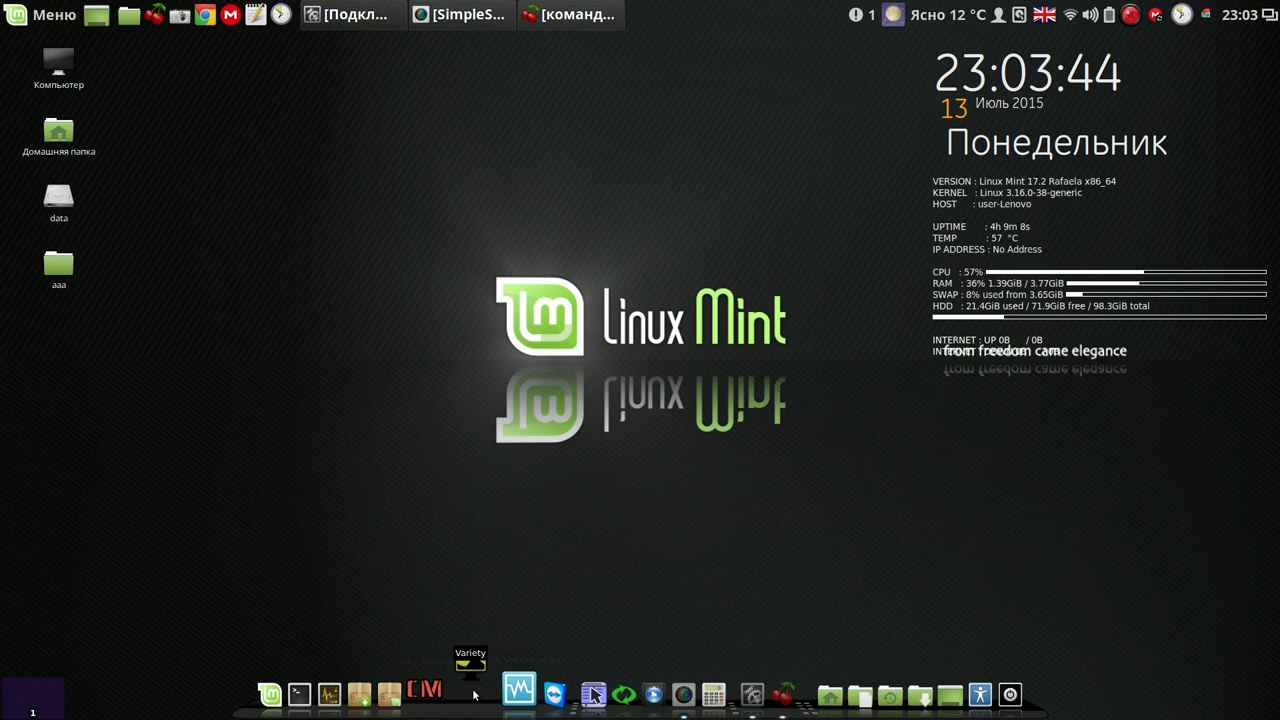 Меню
[Подкл...
[SimpleS...
[команд...
1
Ясно 12 °C
23:03
Компьютер
Домашняя папка
data
aaa
23:03:44
13 Июль 2015
Понедельник
VERSION : Linux Mint 17.2 Rafaela x86_64
KERNEL : Linux 3.16.0-38-generic
HOST : user-Lenovo
UPTIME : 4h 9m 8s
TEMP : 57 °C
IP ADDRESS : No Address
CPU : 57%
RAM : 36% 1.39GiB / 3.77GiB
SWAP : 8% used from 3.65GiB
HDD : 21.4GiB used / 71.9GiB free / 98.3GiB total
INTERNET : UP 0B / 0B
from freedom came elegance
Linux Mint
Variety
CM
1